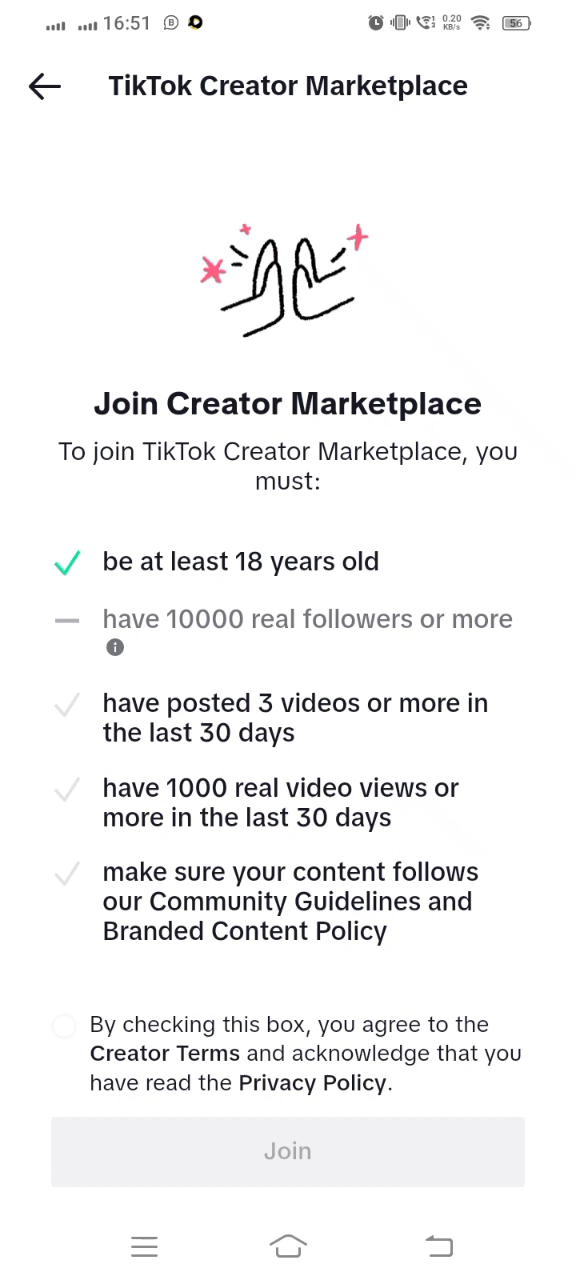 16:51
0.20
KB/s
56
TikTok Creator Marketplace
Join Creator Marketplace
To join TikTok Creator Marketplace, you
must:
be at least 18 years old
have 10000 real followers or more
have posted 3 videos or more in
the last 30 days
have 1000 real video views or
more in the last 30 days
make sure your content follows
our Community Guidelines and
Branded Content Policy
By checking this box, you agree to the
Creator Terms and acknowledge that you
have read the Privacy Policy.
Join